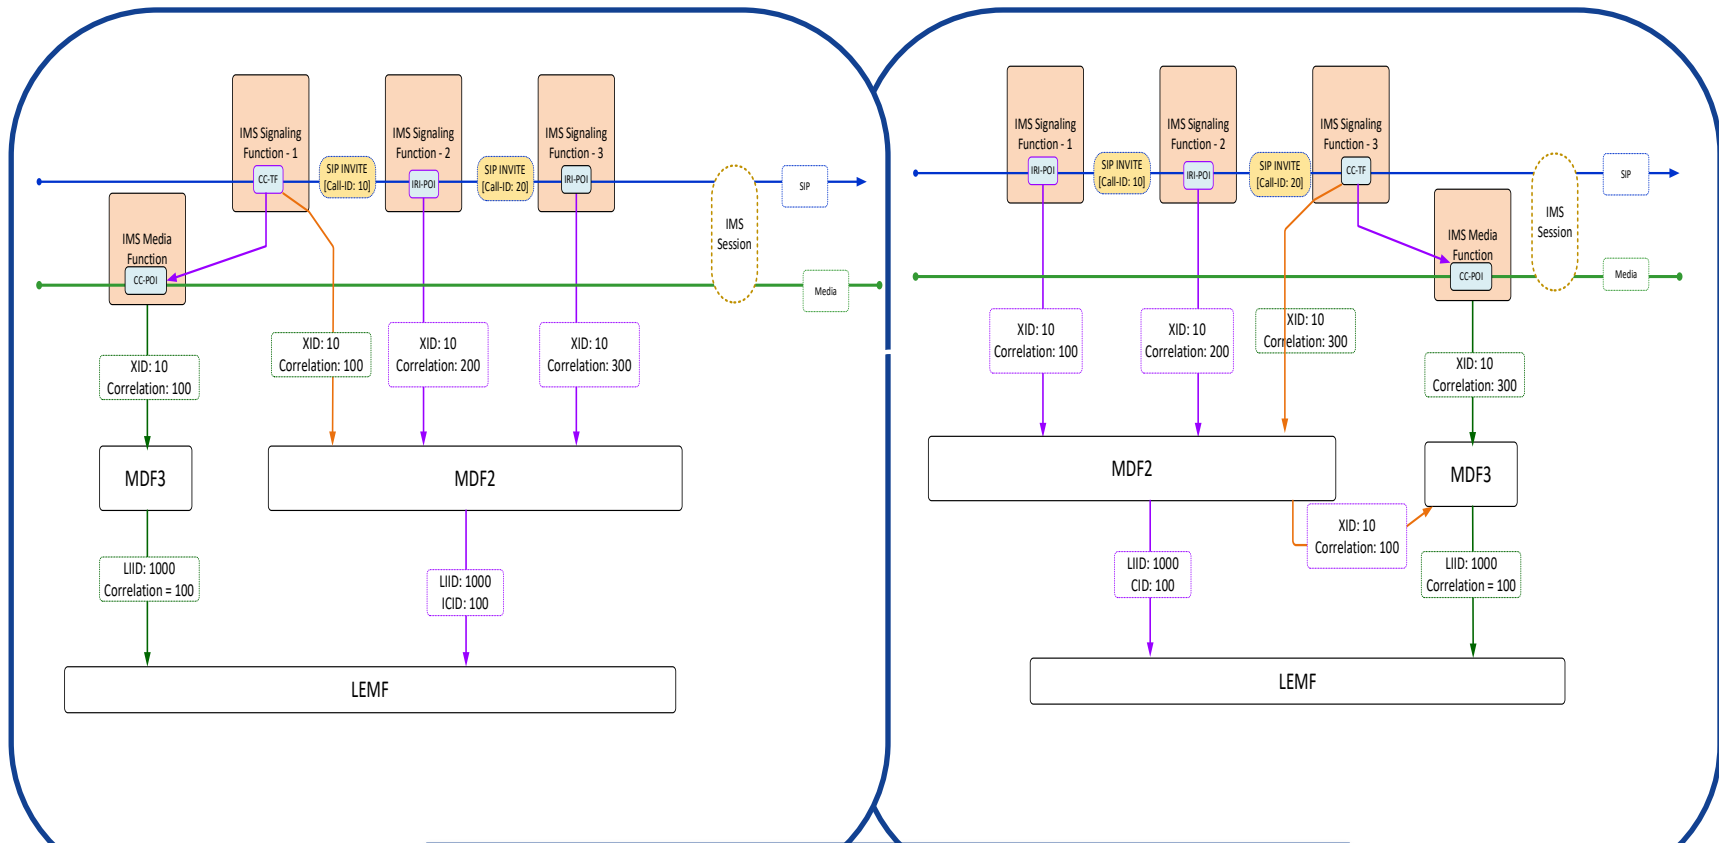 IMS Signaling
Function - 1
CC-TF
SIP INVITE
[Call-ID: 10]
IMS Signaling
Function - 2
IRI-POI
SIP INVITE
[Call-ID: 20]
IMS Signaling
Function - 3
IRI-POI
SIP
IMS
Session
IMS Media
Function
CC-POI
Media
XID: 10
Correlation: 100
XID: 10
Correlation: 100
XID: 10
Correlation: 200
XID: 10
Correlation: 300
MDF3
MDF2
LIID: 1000
Correlation = 100
LIID: 1000
ICID: 100
LEMF
IMS Signaling
Function - 1
IRI-POI
SIP INVITE
[Call-ID: 10]
IMS Signaling
Function - 2
IRI-POI
SIP INVITE
[Call-ID: 20]
IMS Signaling
Function - 3
CC-TF
SIP
IMS
Session
IMS Media
Function
CC-POI
Media
XID: 10
Correlation: 100
XID: 10
Correlation: 200
XID: 10
Correlation: 300
XID: 10
Correlation: 300
MDF2
MDF3
XID: 10
Correlation: 100
LIID: 1000
CID: 100
LIID: 1000
Correlation = 100
LEMF